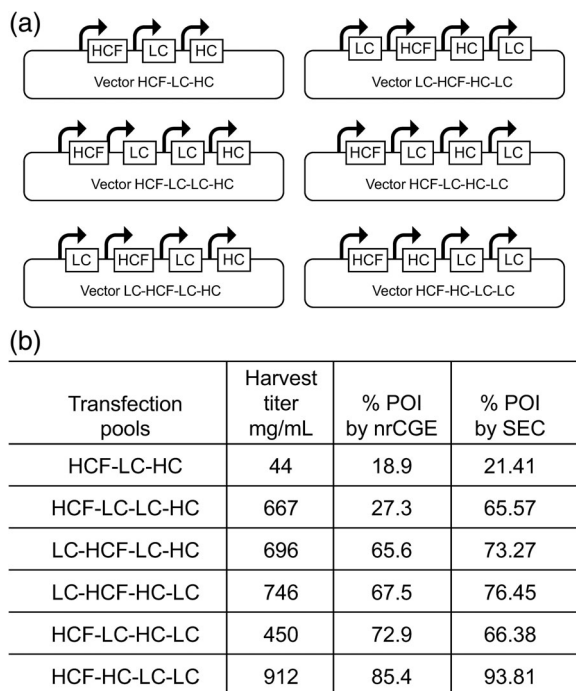 (a)
HCF LC HC
Vector HCF-LC-HC
LC HCF HC LC
Vector LC-HCF-HC-LC
HCF LC LC HC
Vector HCF-LC-LC-HC
HCF LC HC LC
Vector HCF-LC-HC-LC
LC HCF LC HC
Vector LC-HCF-LC-HC
HCF HC LC LC
Vector HCF-HC-LC-LC
(b)
Transfection
pools
Harvest
titer
mg/mL
% POI
by nrCGE
% POI
by SEC
HCF-LC-HC 44 18.9 21.41
HCF-LC-LC-HC 667 27.3 65.57
LC-HCF-LC-HC 696 65.6 73.27
LC-HCF-HC-LC 746 67.5 76.45
HCF-LC-HC-LC 450 72.9 66.38
HCF-HC-LC-LC 912 85.4 93.81